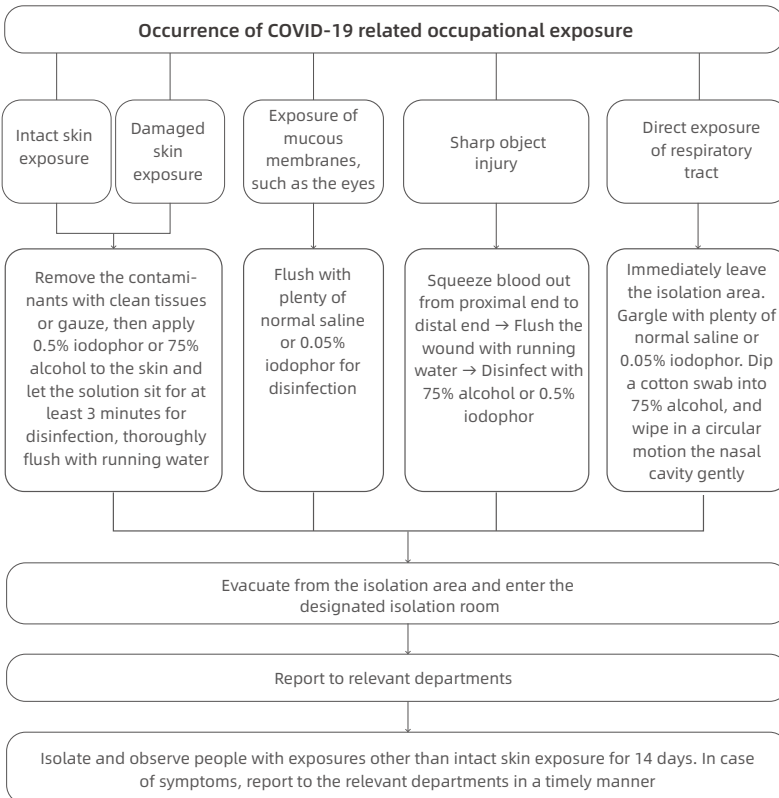 Occurrence of COVID-19 related occupational exposure
Intact skin
exposure
Damaged
skin
exposure
Exposure of
mucous
membranes,
such as the eyes
Sharp object
injury
Direct exposure
of respiratory
tract
Remove the contami-
nants with clean tissues
or gauze, then apply
0.5% iodophor or 75%
alcohol to the skin and
let the solution sit for at
least 3 minutes for
disinfection, thoroughly
flush with running water
Flush with
plenty of
normal saline
or 0.05%
iodophor for
disinfection
Squeeze blood out
from proximal end to
distal end → Flush the
wound with running
water → Disinfect with
75% alcohol or 0.5%
iodophor
Immediately leave
the isolation area.
Gargle with plenty of
normal saline or
0.05% iodophor. Dip
a cotton swab into
75% alcohol, and
wipe in a circular
motion the nasal
cavity gently
Evacuate from the isolation area and enter the
designated isolation room
Report to relevant departments
Isolate and observe people with exposures other than intact skin exposure for 14 days. In case
of symptoms, report to the relevant departments in a timely manner